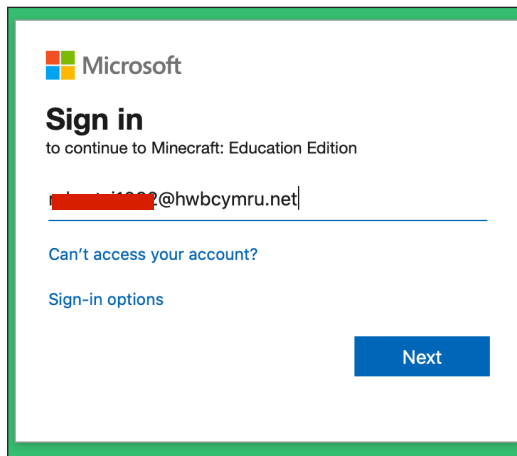 Microsoft
Sign in
to continue to Minecraft: Education Edition
@hwbcymru.net
Can't access your account?
Sign-in options
Next